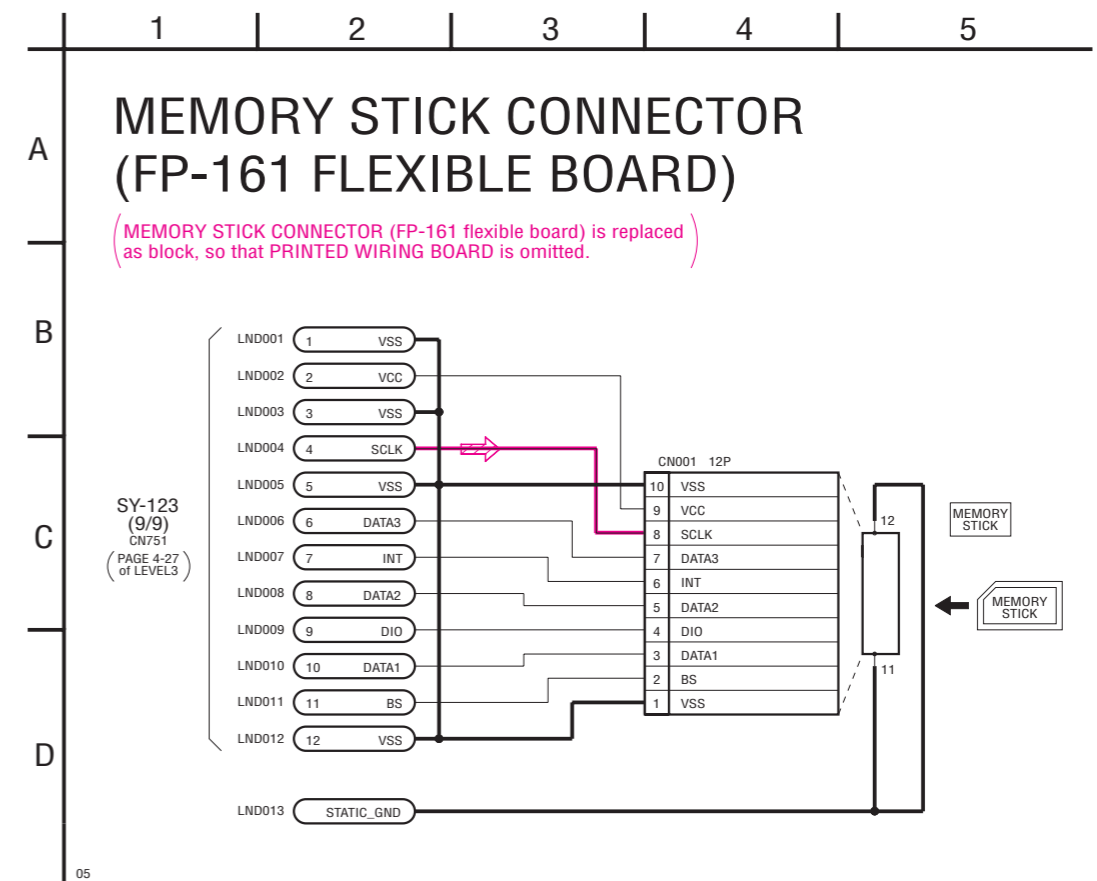 1 2 3 4 5
A
MEMORY STICK CONNECTOR
(FP-161 FLEXIBLE BOARD)
(MEMORY STICK CONNECTOR (FP-161 flexible board) is replaced
as block, so that PRINTED WIRING BOARD is omitted.)
B
LND001 1 VSS
LND002 2 VCC
LND003 3 VSS
LND004 4 SCLK
LND005 5 VSS
LND006 6 DATA3
LND007 7 INT
LND008 8 DATA2
LND009 9 DIO
LND010 10 DATA1
LND011 11 BS
LND012 12 VSS
LND013 STATIC_GND
C
SY-123
(9/9)
CN751
(PAGE 4-27
of LEVEL3)
CN001 12P
10 VSS
9 VCC
8 SCLK
7 DATA3
6 INT
5 DATA2
4 DIO
3 DATA1
2 BS
1 VSS
12
11
MEMORY
STICK
MEMORY
STICK
D
05